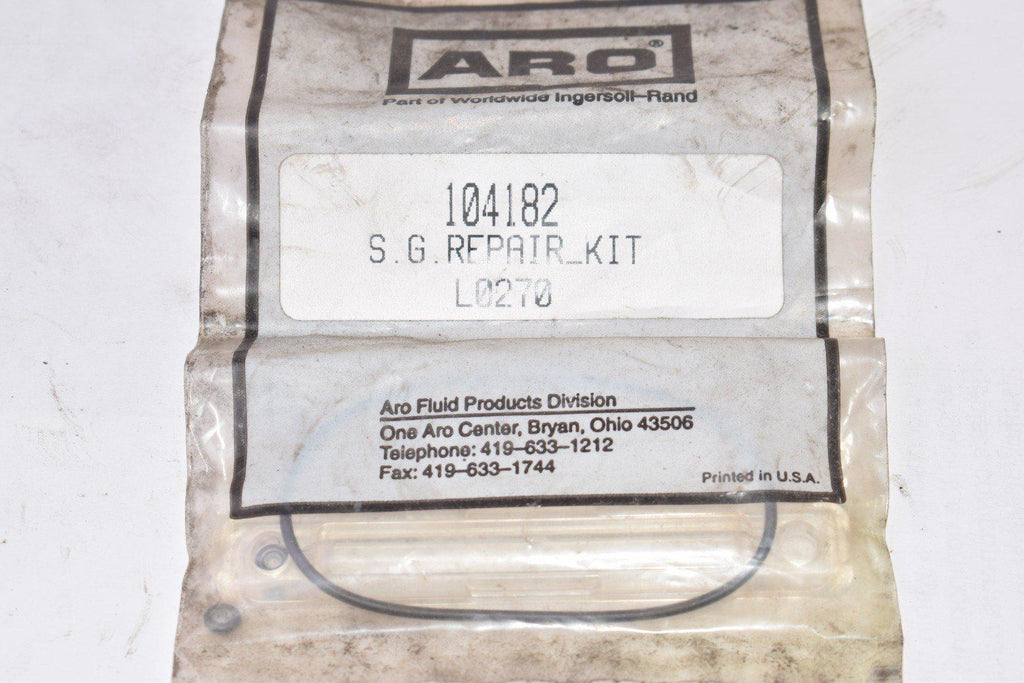 ARO®
Part of Worldwide Ingersoll-Rand
104182
S.G.REPAIR_KIT
L0270
Aro Fluid Products Division
One Aro Center, Bryan, Ohio 43506
Telephone: 419-633-1212
Fax: 419-633-1744
Printed in U.S.A.